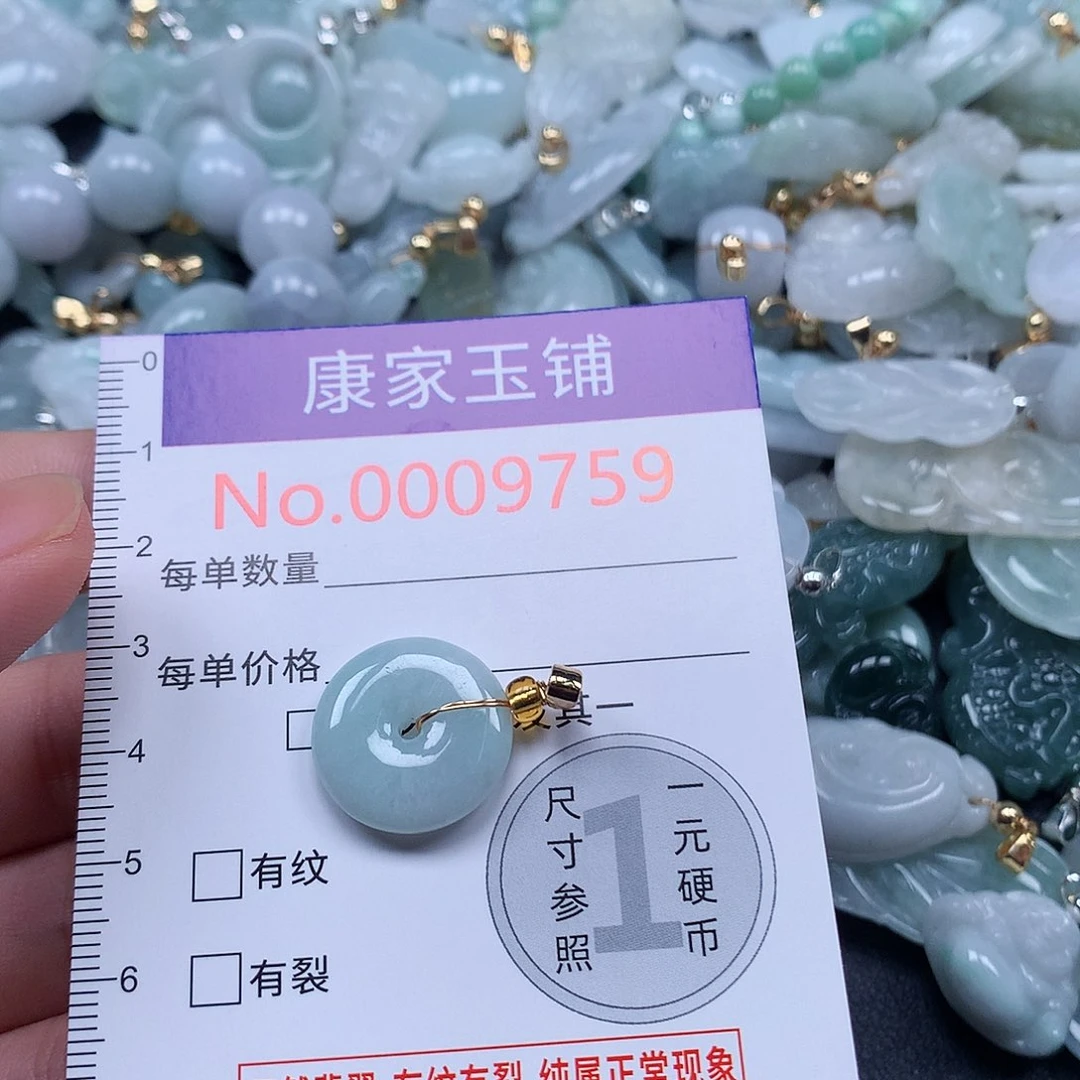 康家玉铺
No.0009759
0
1
2
3
4
5
6
每单数量
每单价格
其一
尺寸参照
1
一元硬币
有纹
有裂
翡翠 有纹有裂 纯属正常现象